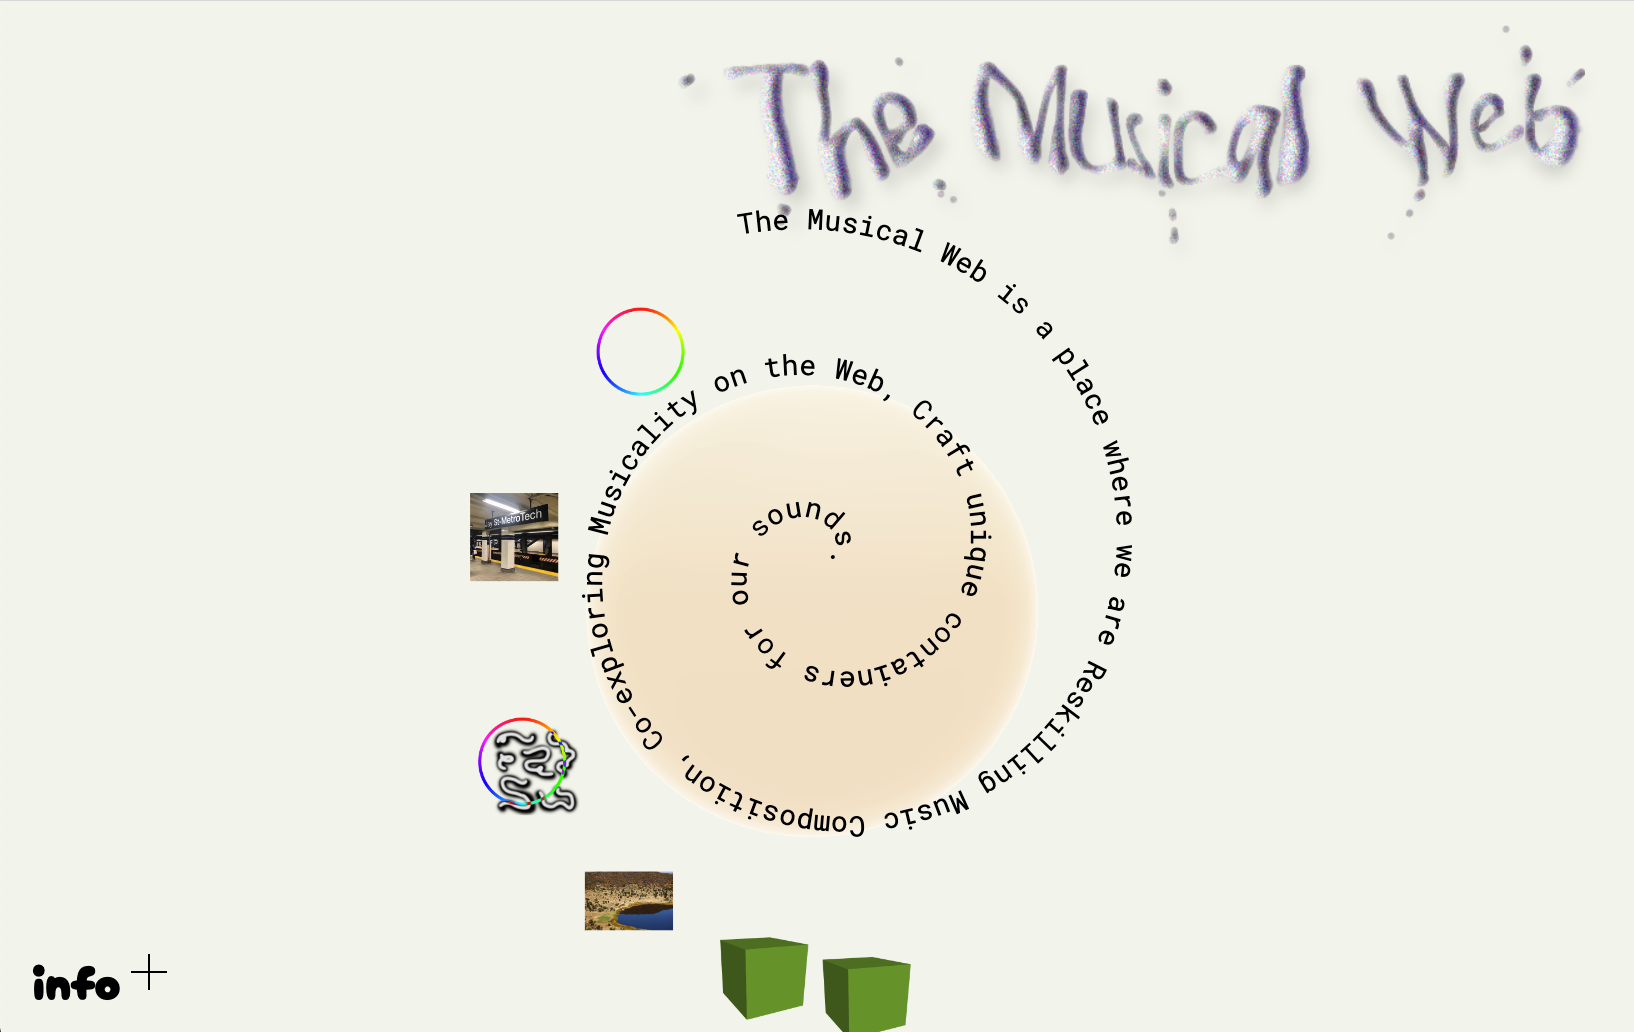 The Musical Web
The Musical Web is a place where we are Reskilling Music Composition, Co-exploring Musicality on the Web, Craft unique containers for our sounds.
Jay St-MetroTech
info